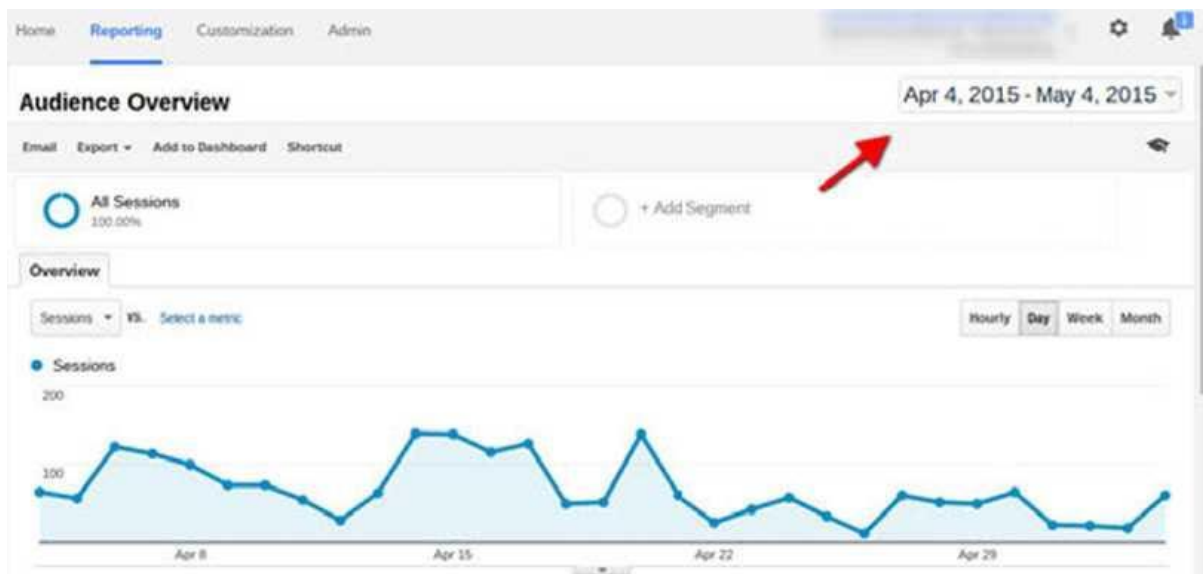 Home Reporting Customization Admin
Audience Overview
Apr 4, 2015 - May 4, 2015
Email Export Add to Dashboard Shortcut
All Sessions
100.00%
+ Add Segment
Overview
Sessions VS. Select a metric
Hourly Day Week Month
Sessions
200
100
Apr 8 Apr 15 Apr 22 Apr 29